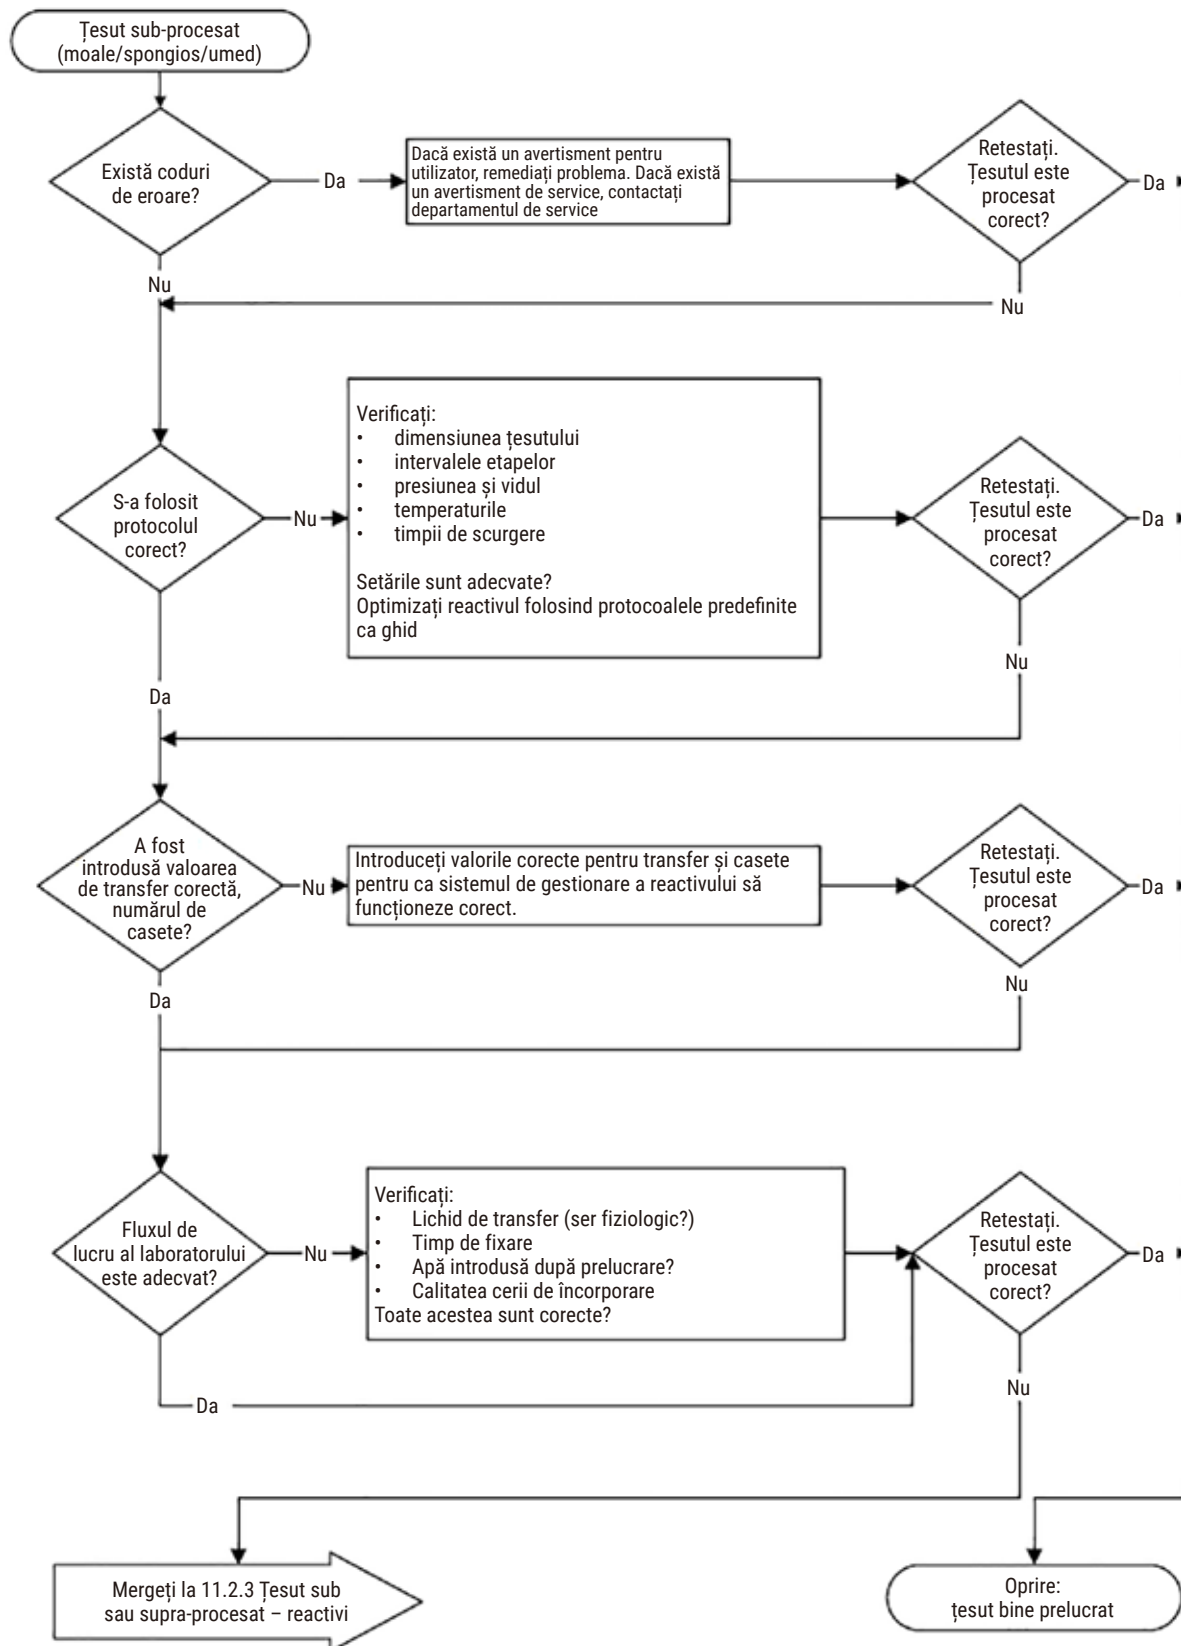 Țesut sub-procesat
(moale/spongios/umed)
Există coduri
de eroare?
Da
Dacă există un avertisment pentru
utilizator, remediați problema. Dacă există
un avertisment de service, contactați
departamentul de service
Retestați.
Țesutul este
procesat
corect?
Da
Nu
Nu
S-a folosit
protocolul
corect?
Nu
Verificați:
• dimensiunea țesutului
• intervalele etapelor
• presiunea și vidul
• temperaturile
• timpii de scurgere
Setările sunt adecvate?
Optimizați reactivul folosind protocoalele predefinite
ca ghid
Retestați.
Țesutul este
procesat
corect?
Da
Nu
Da
A fost
introdusă valoarea
de transfer corectă,
numărul de
casete?
Nu
Introduceți valorile corecte pentru transfer și casete
pentru ca sistemul de gestionare a reactivului să
funcționeze corect.
Retestați.
Țesutul este
procesat
corect?
Da
Nu
Da
Fluxul de
lucru al laboratorului
este adecvat?
Nu
Verificați:
• Lichid de transfer (ser fiziologic?)
• Timp de fixare
• Apă introdusă după prelucrare?
• Calitatea cerii de încorporare
Toate acestea sunt corecte?
Retestați.
Țesutul este
procesat
corect?
Da
Nu
Da
Mergeți la 11.2.3 Țesut sub
sau supra-procesat – reactivi
Oprire:
țesut bine prelucrat